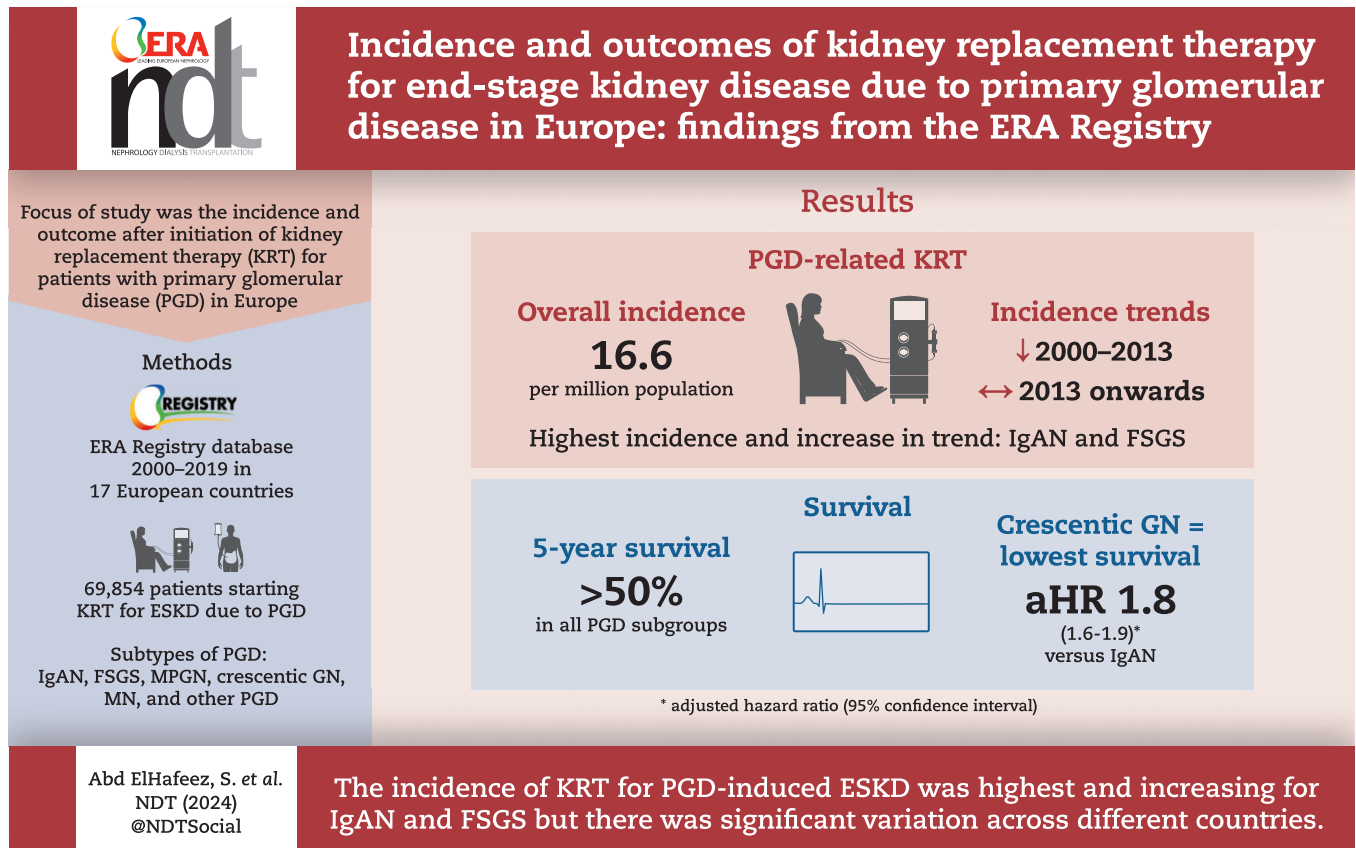 ERA
LEADING EUROPEAN NEPHROLOGY
ndt
NEPHROLOGY DIALYSIS TRANSPLANTATION
Incidence and outcomes of kidney replacement therapy
for end-stage kidney disease due to primary glomerular
disease in Europe: findings from the ERA Registry
Focus of study was the incidence and
outcome after initiation of kidney
replacement therapy (KRT) for
patients with primary glomerular
disease (PGD) in Europe
Methods
REGISTRY
ERA Registry database
2000–2019 in
17 European countries
69,854 patients starting
KRT for ESKD due to PGD
Subtypes of PGD:
IgAN, FSGS, MPGN, crescentic GN,
MN, and other PGD
Results
PGD-related KRT
Overall incidence
16.6
per million population
Incidence trends
↓ 2000–2013
↔ 2013 onwards
Highest incidence and increase in trend: IgAN and FSGS
Survival
5-year survival
>50%
in all PGD subgroups
Crescentic GN =
lowest survival
aHR 1.8
(1.6-1.9)*
versus IgAN
* adjusted hazard ratio (95% confidence interval)
Abd ElHafeez, S. et al.
NDT (2024)
@NDTSocial
The incidence of KRT for PGD-induced ESKD was highest and increasing for
IgAN and FSGS but there was significant variation across different countries.